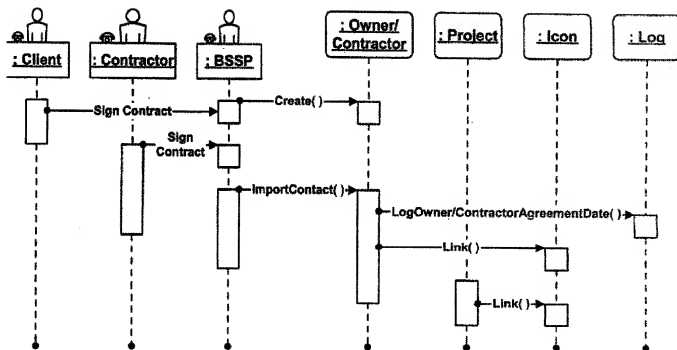 : Client
: Contractor
: BSSP
: Owner/
Contractor
: Project
: Icon
: Log
Sign Contract
Create( )
Sign
Contract
ImportContact( )
LogOwner/ContractorAgreementDate( )
Link( )
Link( )